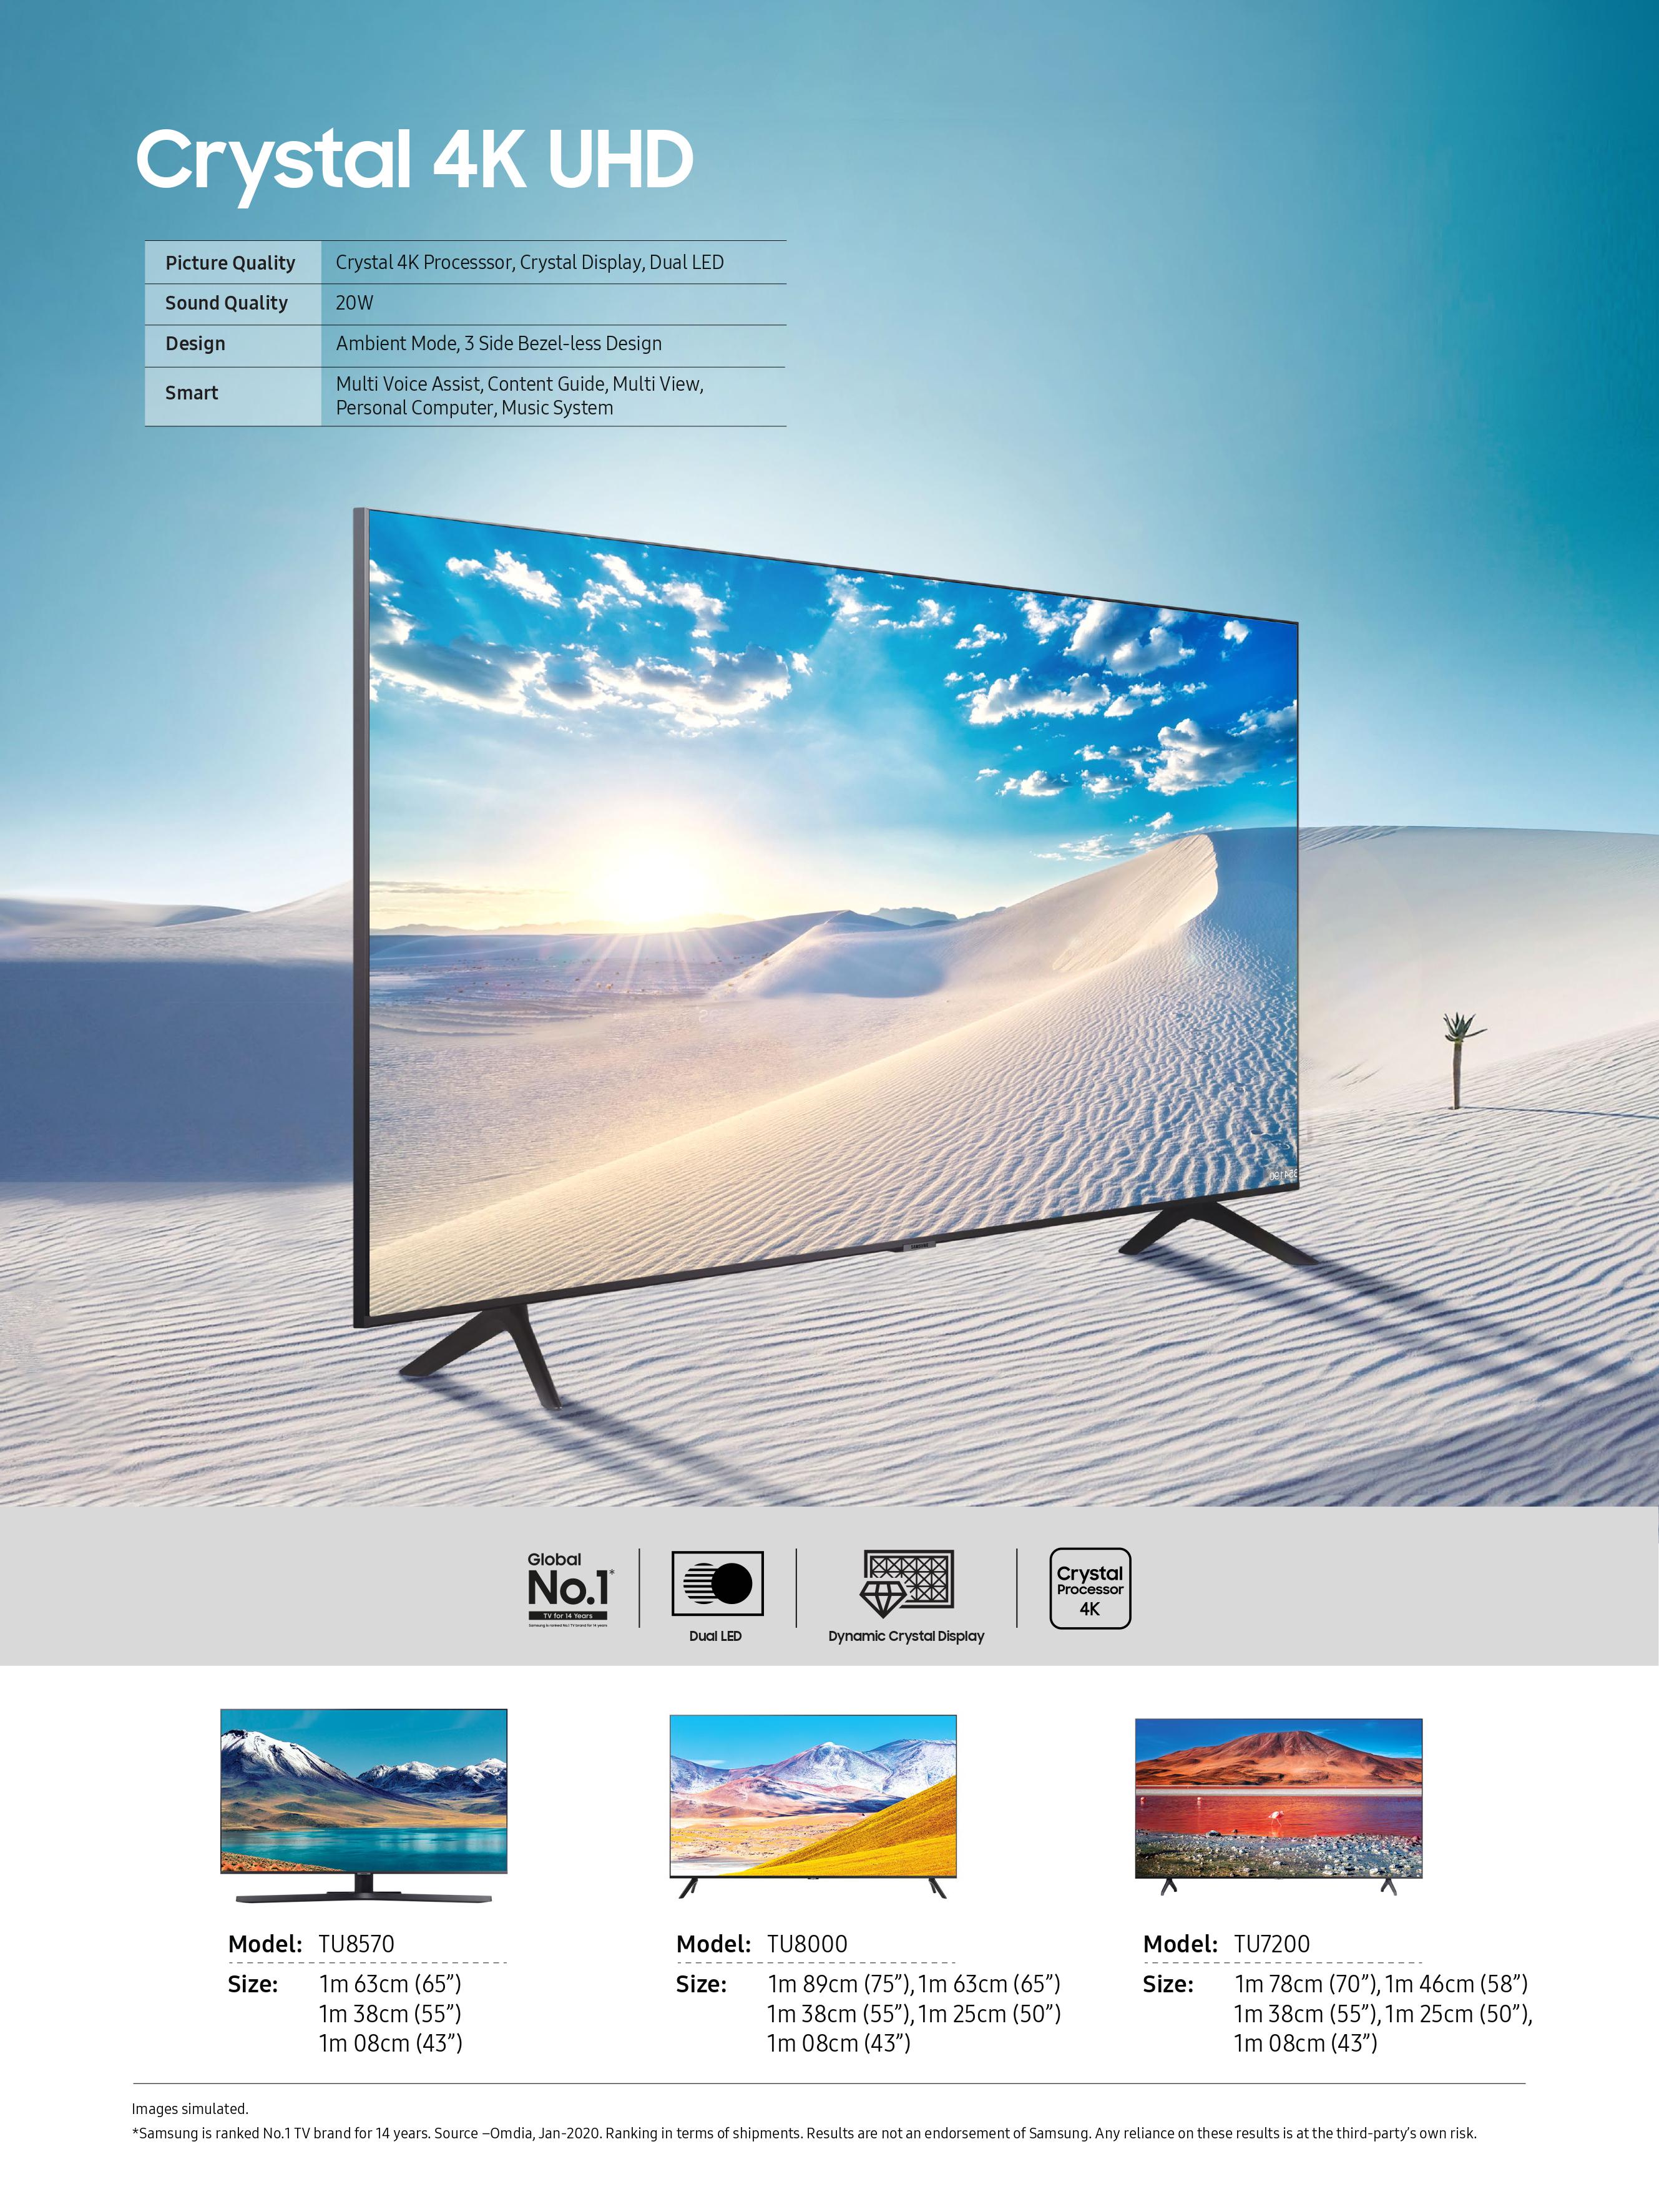 Crystal 4K UHD
Picture Quality Crystal 4K Processsor, Crystal Display, Dual LED
Sound Quality 20W
Design Ambient Mode, 3 Side Bezel-less Design
Smart Multi Voice Assist, Content Guide, Multi View,
Personal Computer, Music System
SAMSUNG
Global
No.1*
TV for 14 Years
Samsung is ranked No.1 TV brand for 14 years
Dual LED
Dynamic Crystal Display
Crystal
Processor
4K
Model: TU8570
Size: 1m 63cm (65”)
1m 38cm (55”)
1m 08cm (43”)
Model: TU8000
Size: 1m 89cm (75”), 1m 63cm (65”)
1m 38cm (55”), 1m 25cm (50”)
1m 08cm (43”)
Model: TU7200
Size: 1m 78cm (70”), 1m 46cm (58”)
1m 38cm (55”), 1m 25cm (50”),
1m 08cm (43”)
Images simulated.
*Samsung is ranked No.1 TV brand for 14 years. Source –Omdia, Jan-2020. Ranking in terms of shipments. Results are not an endorsement of Samsung. Any reliance on these results is at the third-party’s own risk.